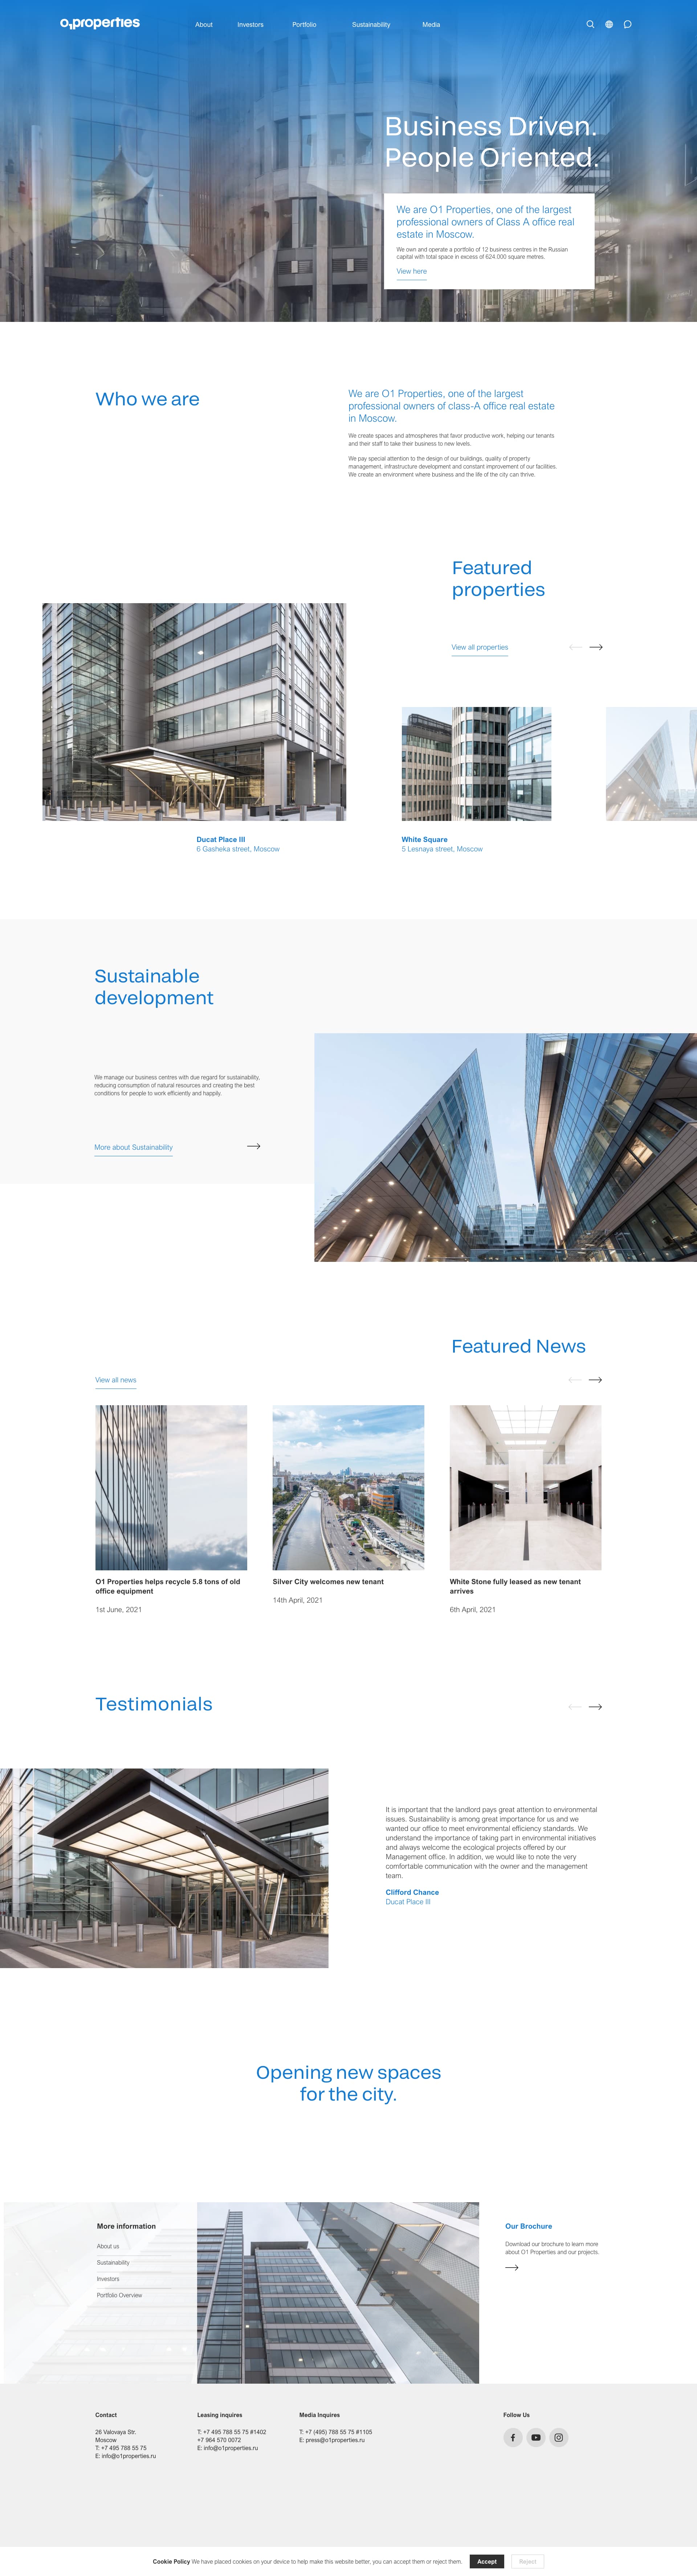 O1properties
About Investors Portfolio Sustainability Media
Business Driven.
People Oriented.
We are O1 Properties, one of the largest
professional owners of Class A office real
estate in Moscow.
We own and operate a portfolio of 12 business centres in the Russian
capital with total space in excess of 624.000 square metres.
View here
Who we are
We are O1 Properties, one of the largest
professional owners of class-A office real estate
in Moscow.
We create spaces and atmospheres that favor productive work, helping our tenants
and their staff to take their business to new levels.
We pay special attention to the design of our buildings, quality of property
management, infrastructure development and constant improvement of our facilities.
We create an environment where business and the life of the city can thrive.
Featured
properties
View all properties
Ducat Place III
6 Gasheka street, Moscow
White Square
5 Lesnaya street, Moscow
Sustainable
development
We manage our business centres with due regard for sustainability,
reducing consumption of natural resources and creating the best
conditions for people to work efficiently and happily.
More about Sustainability
Featured News
View all news
O1 Properties helps recycle 5.8 tons of old
office equipment
1st June, 2021
Silver City welcomes new tenant
14th April, 2021
White Stone fully leased as new tenant
arrives
6th April, 2021
Testimonials
It is important that the landlord pays great attention to environmental
issues. Sustainability is among great importance for us and we
wanted our office to meet environmental efficiency standards. We
understand the importance of taking part in environmental initiatives
and always welcome the ecological projects offered by our
Management office. In addition, we would like to note the very
comfortable communication with the owner and the management
team.
Clifford Chance
Ducat Place III
Opening new spaces
for the city.
More information
About us
Sustainability
Investors
Portfolio Overview
Our Brochure
Download our brochure to learn more
about O1 Properties and our projects.
Contact
26 Valovaya Str.
Moscow
T: +7 495 788 55 75
E: info@o1properties.ru
Leasing inquires
T: +7 495 788 55 75 #1402
+7 964 570 0072
E: info@o1properties.ru
Media Inquires
T: +7 (495) 788 55 75 #1105
E: press@o1properties.ru
Follow Us
Cookie Policy We have placed cookies on your device to help make this website better, you can accept them or reject them. Accept Reject